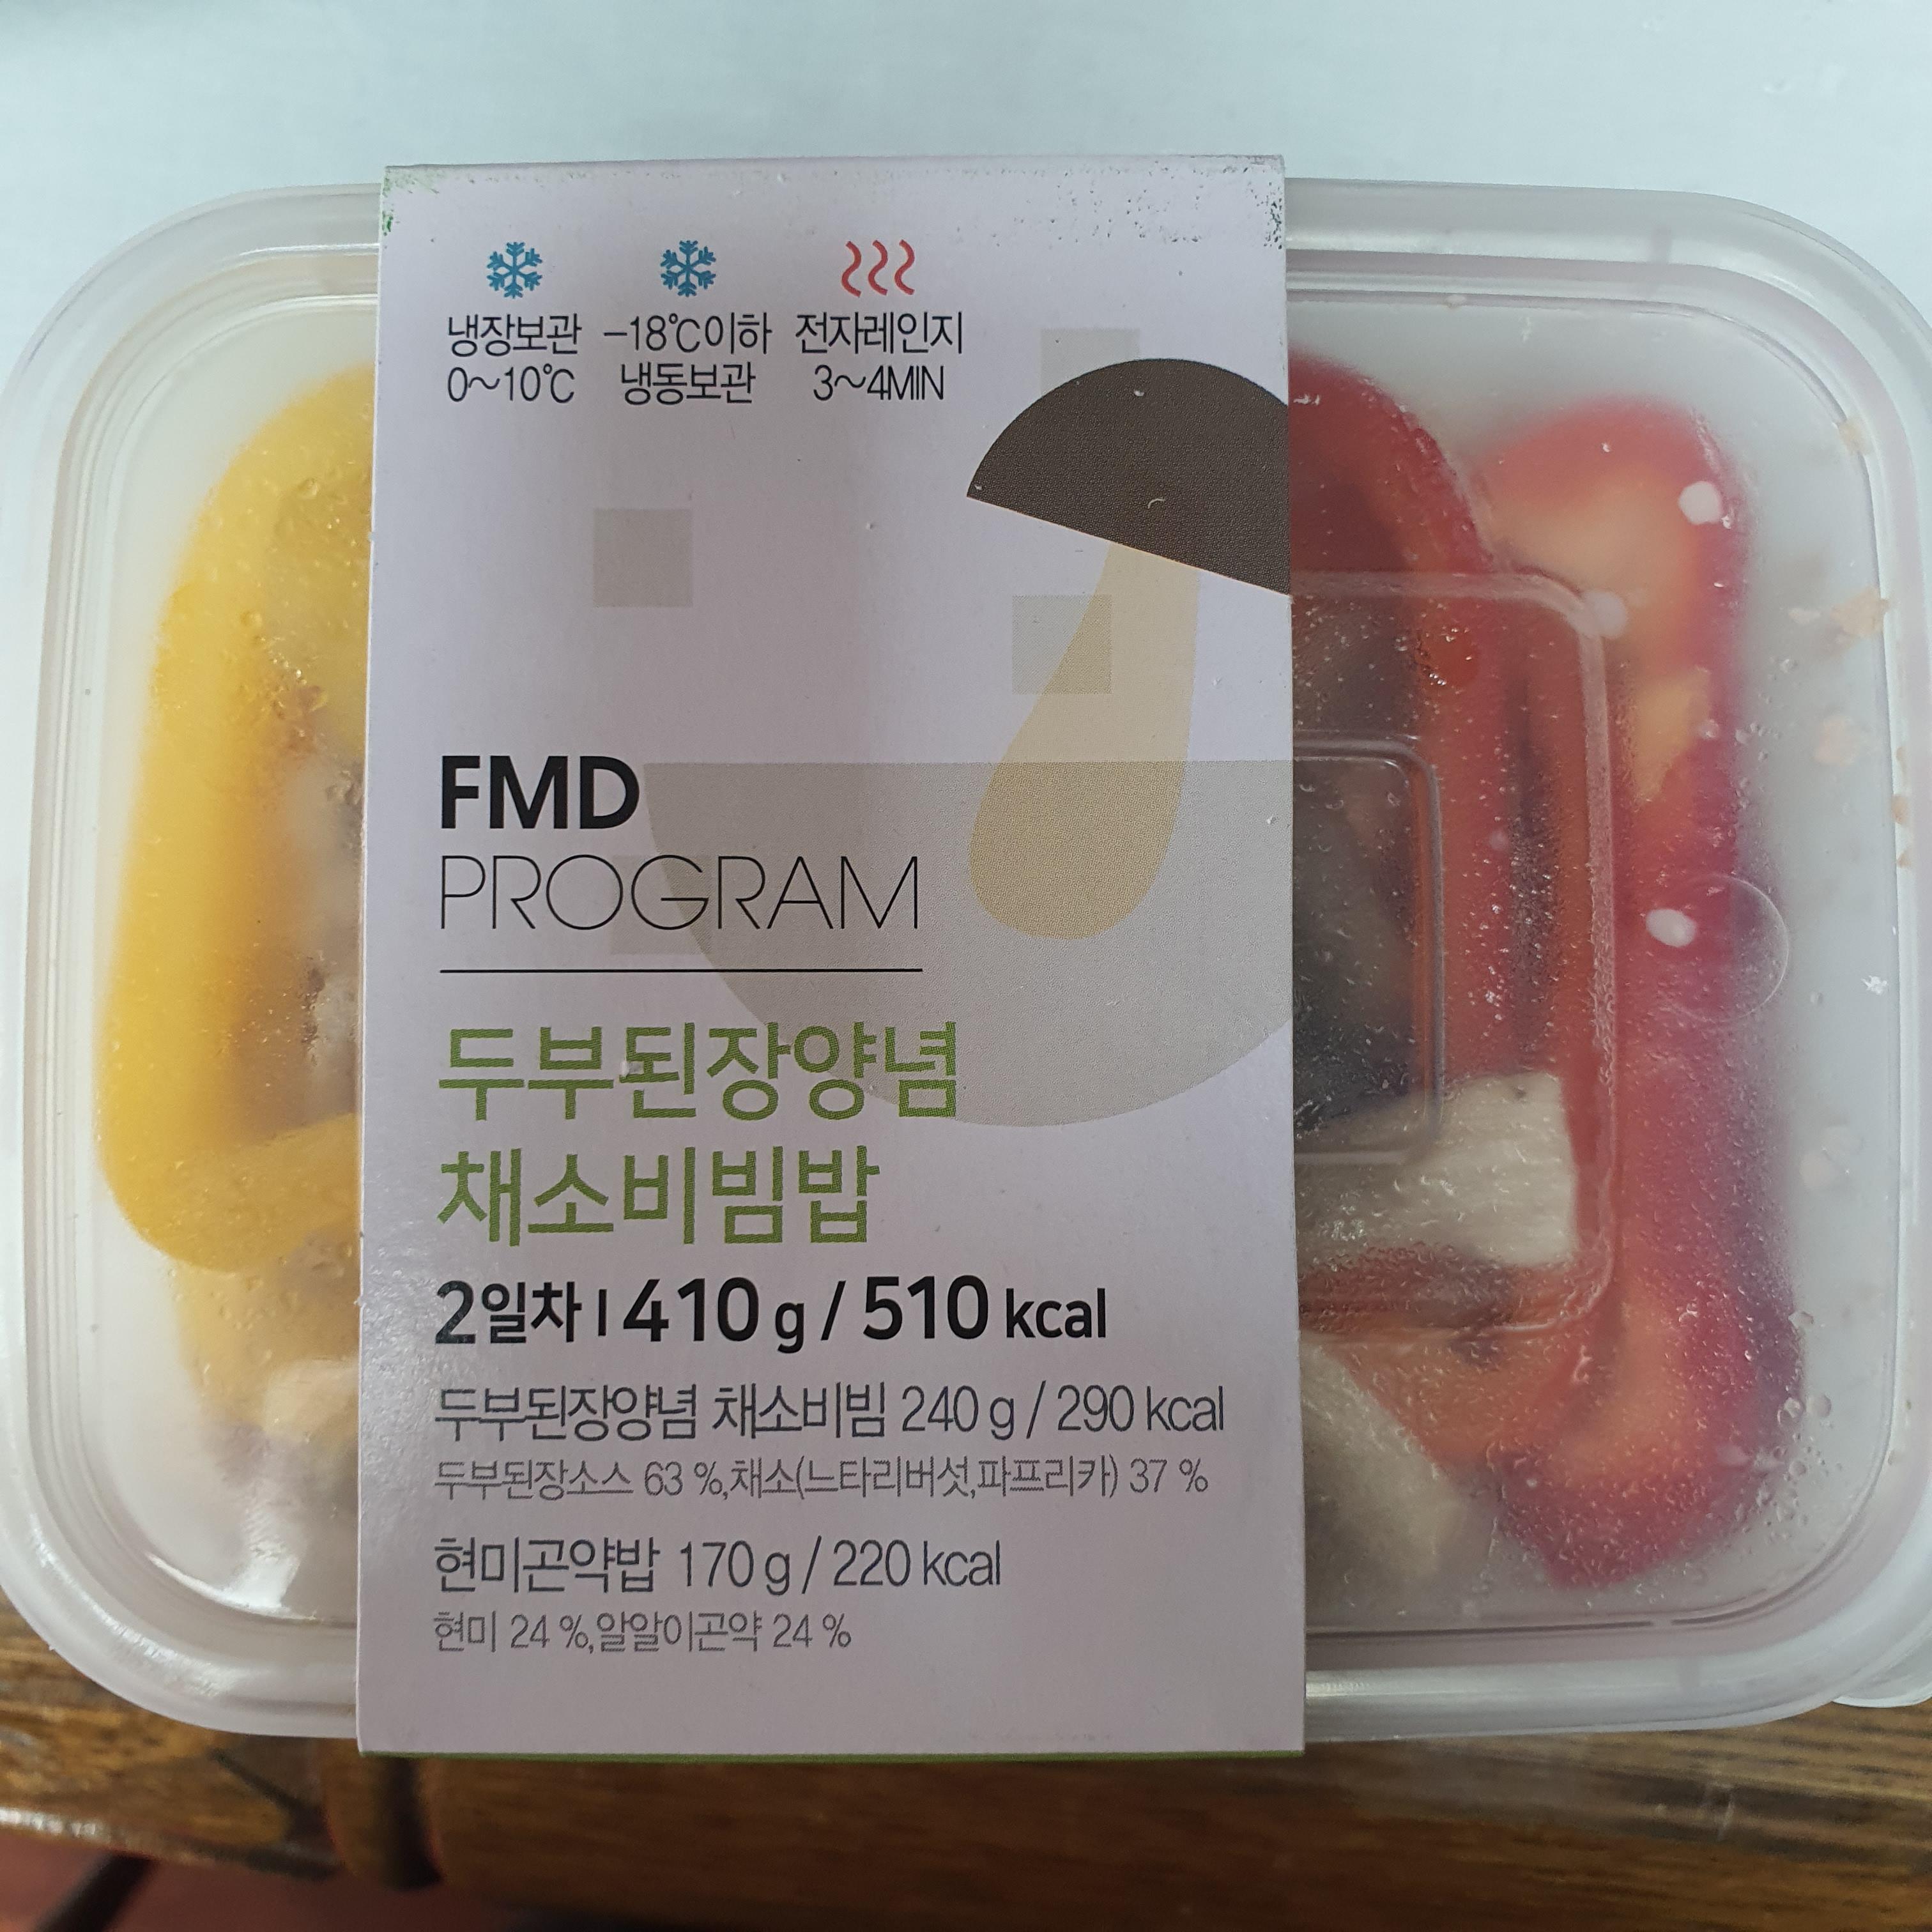 냉장보관 -18℃이하 전자레인지
0~10℃ 냉동보관 3~4MIN
FMD
PROGRAM
두부된장양념
채소비빔밥
2일차 I 410 g / 510 kcal
두부된장양념 채소비빔 240 g / 290 kcal
두부된장소스 63 %,채소(느타리버섯,파프리카) 37 %
현미곤약밥 170 g / 220 kcal
현미 24 %,알알이곤약 24 %